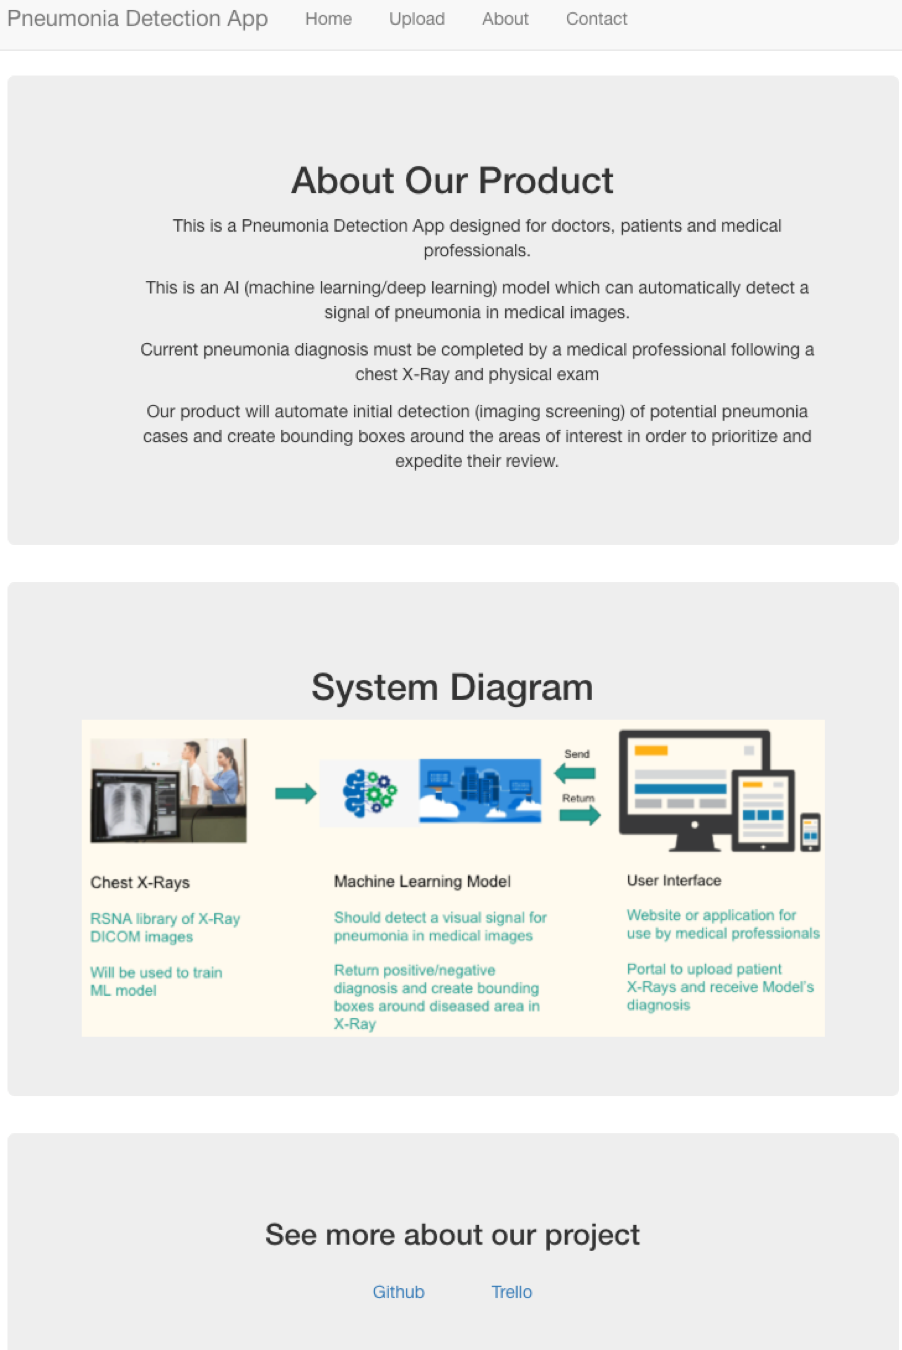 Pneumonia Detection App Home Upload About Contact
About Our Product
This is a Pneumonia Detection App designed for doctors, patients and medical
professionals.
This is an AI (machine learning/deep learning) model which can automatically detect a
signal of pneumonia in medical images.
Current pneumonia diagnosis must be completed by a medical professional following a
chest X-Ray and physical exam
Our product will automate initial detection (imaging screening) of potential pneumonia
cases and create bounding boxes around the areas of interest in order to prioritize and
expedite their review.
System Diagram
Send
Return
Chest X-Rays
RSNA library of X-Ray
DICOM images
Will be used to train
ML model
Machine Learning Model
Should detect a visual signal for
pneumonia in medical images
Return positive/negative
diagnosis and create bounding
boxes around diseased area in
X-Ray
User Interface
Website or application for
use by medical professionals
Portal to upload patient
X-Rays and receive Model's
diagnosis
See more about our project
Github Trello